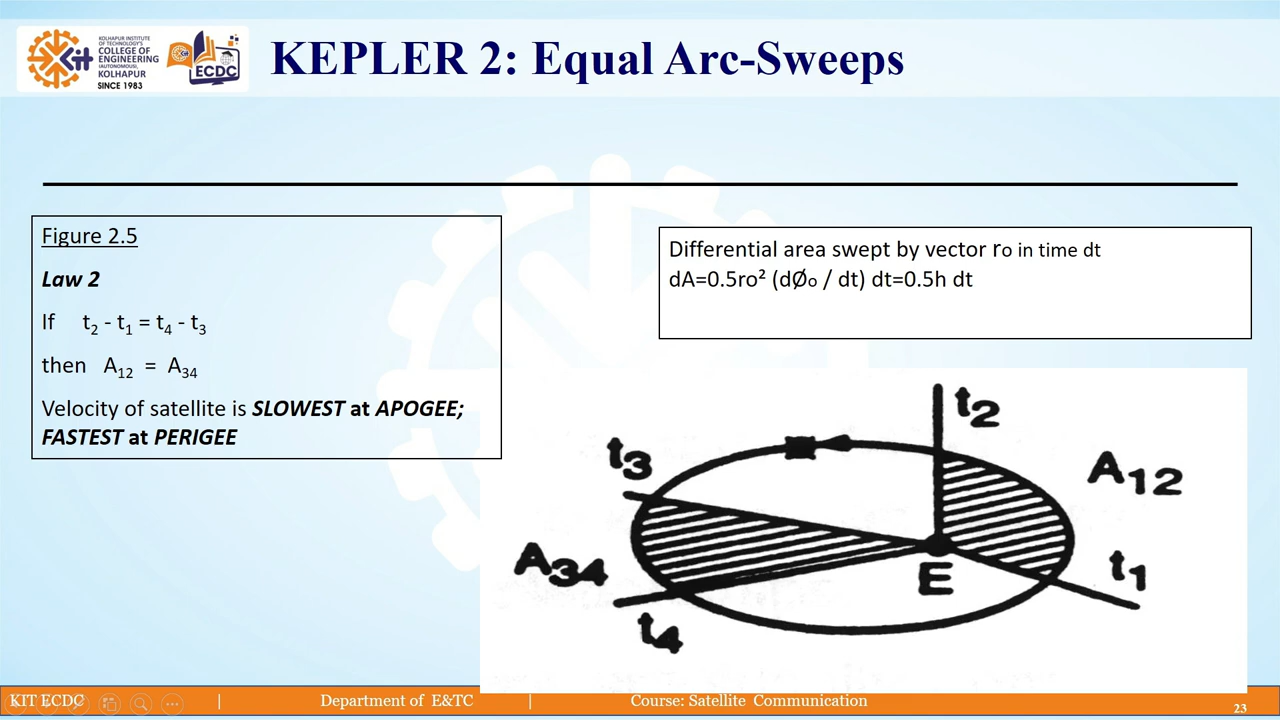 KOLHAPUR INSTITUTE
OF TECHNOLOGY'S
COLLEGE OF
ENGINEERING
(AUTONOMOUS),
KOLHAPUR
SINCE 1983
Kit
ECDC
KEPLER 2: Equal Arc-Sweeps
Figure 2.5
Law 2
If t₂ - t₁ = t₄ - t₃
then A₁₂ = A₃₄
Velocity of satellite is SLOWEST at APOGEE;
FASTEST at PERIGEE
Differential area swept by vector ro in time dt
dA=0.5ro² (dØo / dt) dt=0.5h dt
t₂
t₃
A₁₂
A₃₄
E
t₁
t₄
KIT ECDC | Department of E&TC | Course: Satellite Communication
23